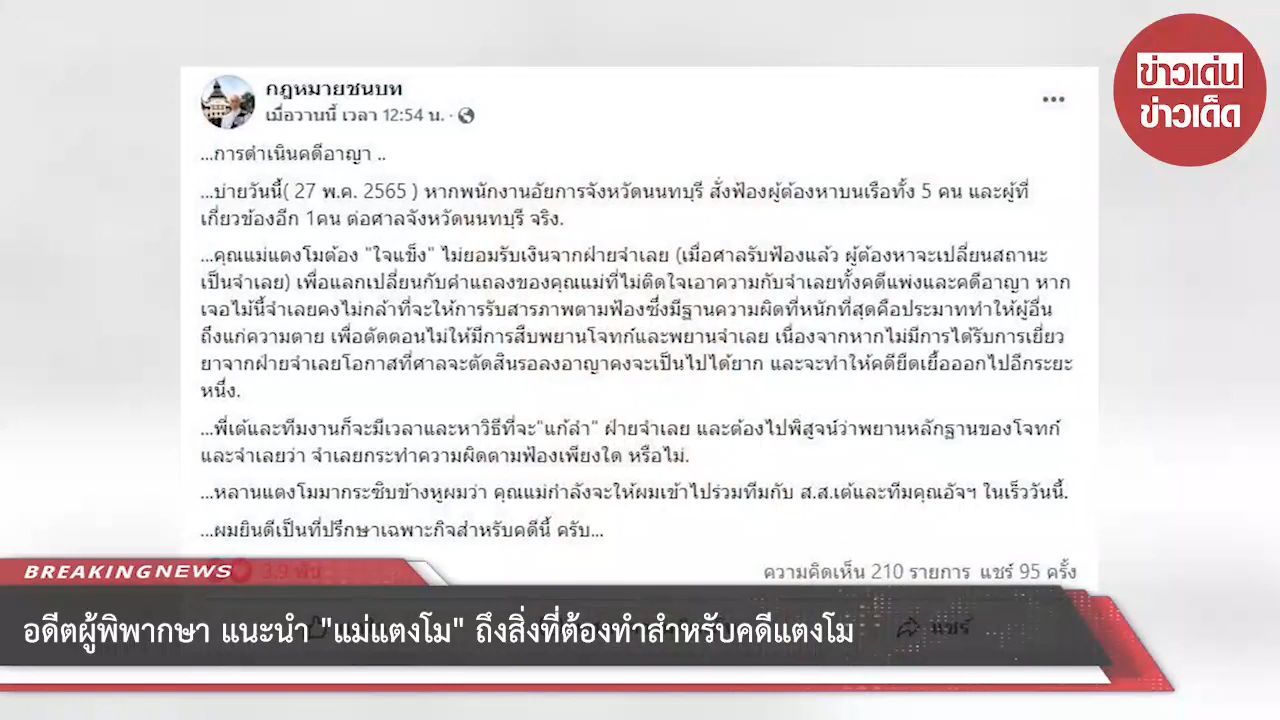 กฎหมายชนบท
เมื่อวานนี้ เวลา 12:54 น. ·
ข่าวเด่น
ข่าวเด็ด
...การดำเนินคดีอาญา ..
...บ่ายวันนี้( 27 พ.ค. 2565 ) หากพนักงานอัยการจังหวัดนนทบุรี สั่งฟ้องผู้ต้องหาบนเรือทั้ง 5 คน และผู้ที่
เกี่ยวข้องอีก 1คน ต่อศาลจังหวัดนนทบุรี จริง.
...คุณแม่แตงโมต้อง "ใจแข็ง" ไม่ยอมรับเงินจากฝ่ายจำเลย (เมื่อศาลรับฟ้องแล้ว ผู้ต้องหาจะเปลี่ยนสถานะ
เป็นจำเลย) เพื่อแลกเปลี่ยนกับคำแถลงของคุณแม่ที่ไม่ติดใจเอาความกับจำเลยทั้งคดีแพ่งและคดีอาญา หาก
เจอไม้นี้จำเลยคงไม่กล้าที่จะให้การรับสารภาพตามฟ้องซึ่งมีฐานความผิดที่หนักที่สุดคือประมาททำให้ผู้อื่น
ถึงแก่ความตาย เพื่อตัดตอนไม่ให้มีการสืบพยานโจทก์และพยานจำเลย เนื่องจากหากไม่มีการได้รับการเยี่ยว
ยาจากฝ่ายจำเลยโอกาสที่ศาลจะตัดสินรอลงอาญาคงจะเป็นไปได้ยาก และจะทำให้คดียืดเยื้อออกไปอีกระยะ
หนึ่ง.
...พี่เต้และทีมงานก็จะมีเวลาและหาวิธีที่จะ"แก้ลำ" ฝ่ายจำเลย และต้องไปพิสูจน์ว่าพยานหลักฐานของโจทก์
และจำเลยว่า จำเลยกระทำความผิดตามฟ้องเพียงใด หรือไม่.
...หลานแตงโมมากระซิบข้างหูผมว่า คุณแม่กำลังจะให้ผมเข้าไปร่วมทีมกับ ส.ส.เต้และทีมคุณอัจฯ ในเร็ววันนี้.
...ผมยินดีเป็นที่ปรึกษาเฉพาะกิจสำหรับคดีนี้ ครับ...
3.9 พัน
ความคิดเห็น 210 รายการ แชร์ 95 ครั้ง
BREAKING NEWS
อดีตผู้พิพากษา แนะนำ "แม่แตงโม" ถึงสิ่งที่ต้องทำสำหรับคดีแตงโม
แชร์